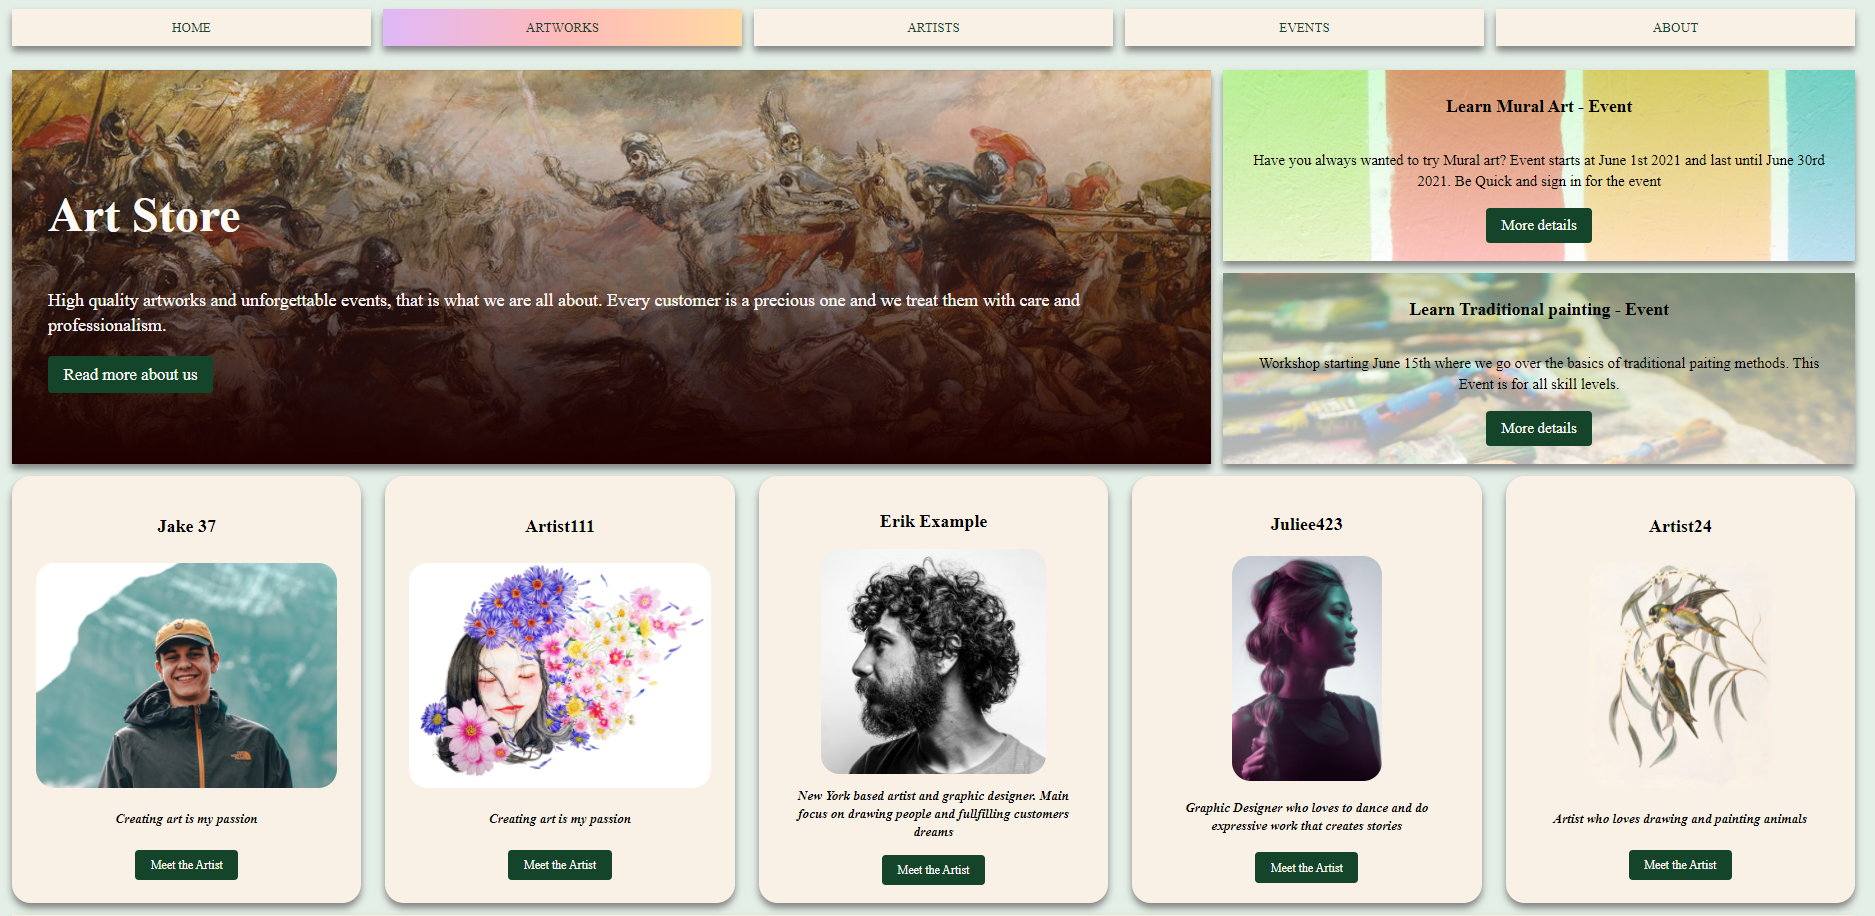 HOME
ARTWORKS
ARTISTS
EVENTS
ABOUT
Art Store
High quality artworks and unforgettable events, that is what we are all about. Every customer is a precious one and we treat them with care and
professionalism.
Read more about us
Learn Mural Art - Event
Have you always wanted to try Mural art? Event starts at June 1st 2021 and last until June 30rd
2021. Be Quick and sign in for the event
More details
Learn Traditional painting - Event
Workshop starting June 15th where we go over the basics of traditional paiting methods. This
Event is for all skill levels.
More details
Jake 37
Creating art is my passion
Meet the Artist
Artist111
Creating art is my passion
Meet the Artist
Erik Example
New York based artist and graphic designer. Main
focus on drawing people and fullfilling customers
dreams
Meet the Artist
Juliee423
Graphic Designer who loves to dance and do
expressive work that creates stories
Meet the Artist
Artist24
Artist who loves drawing and painting animals
Meet the Artist